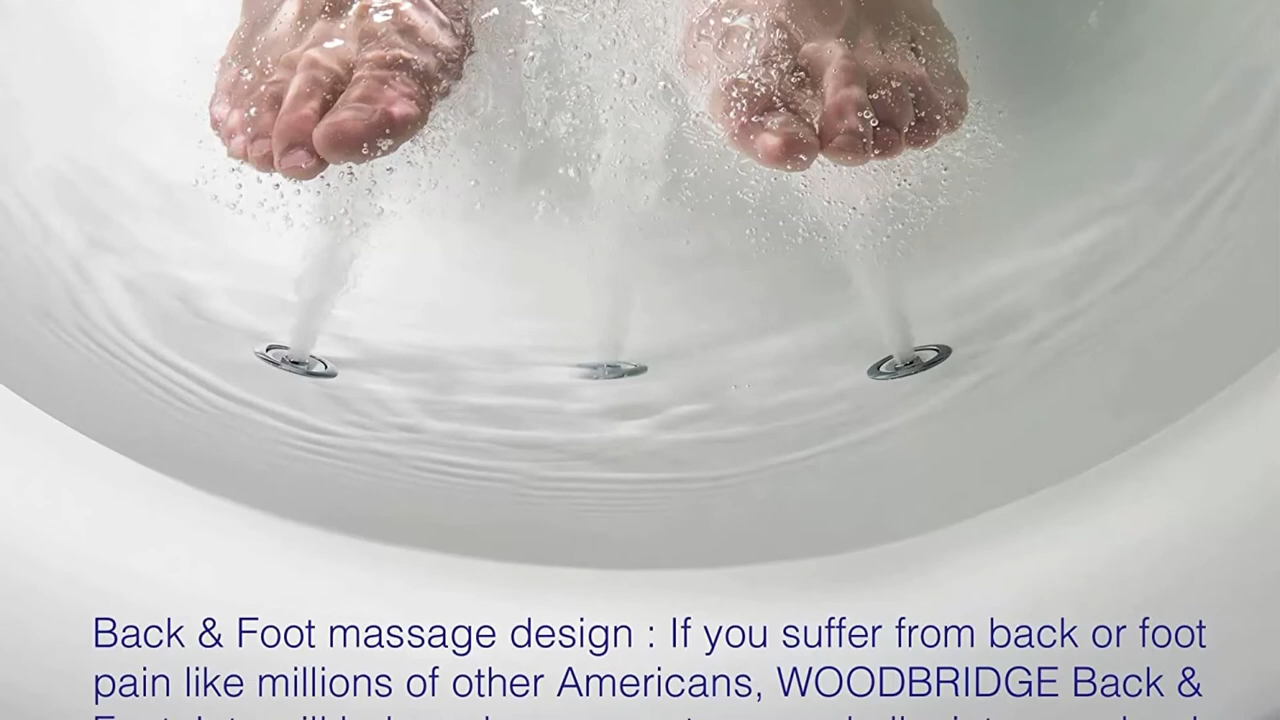 Back & Foot massage design : If you suffer from back or foot
pain like millions of other Americans, WOODBRIDGE Back &